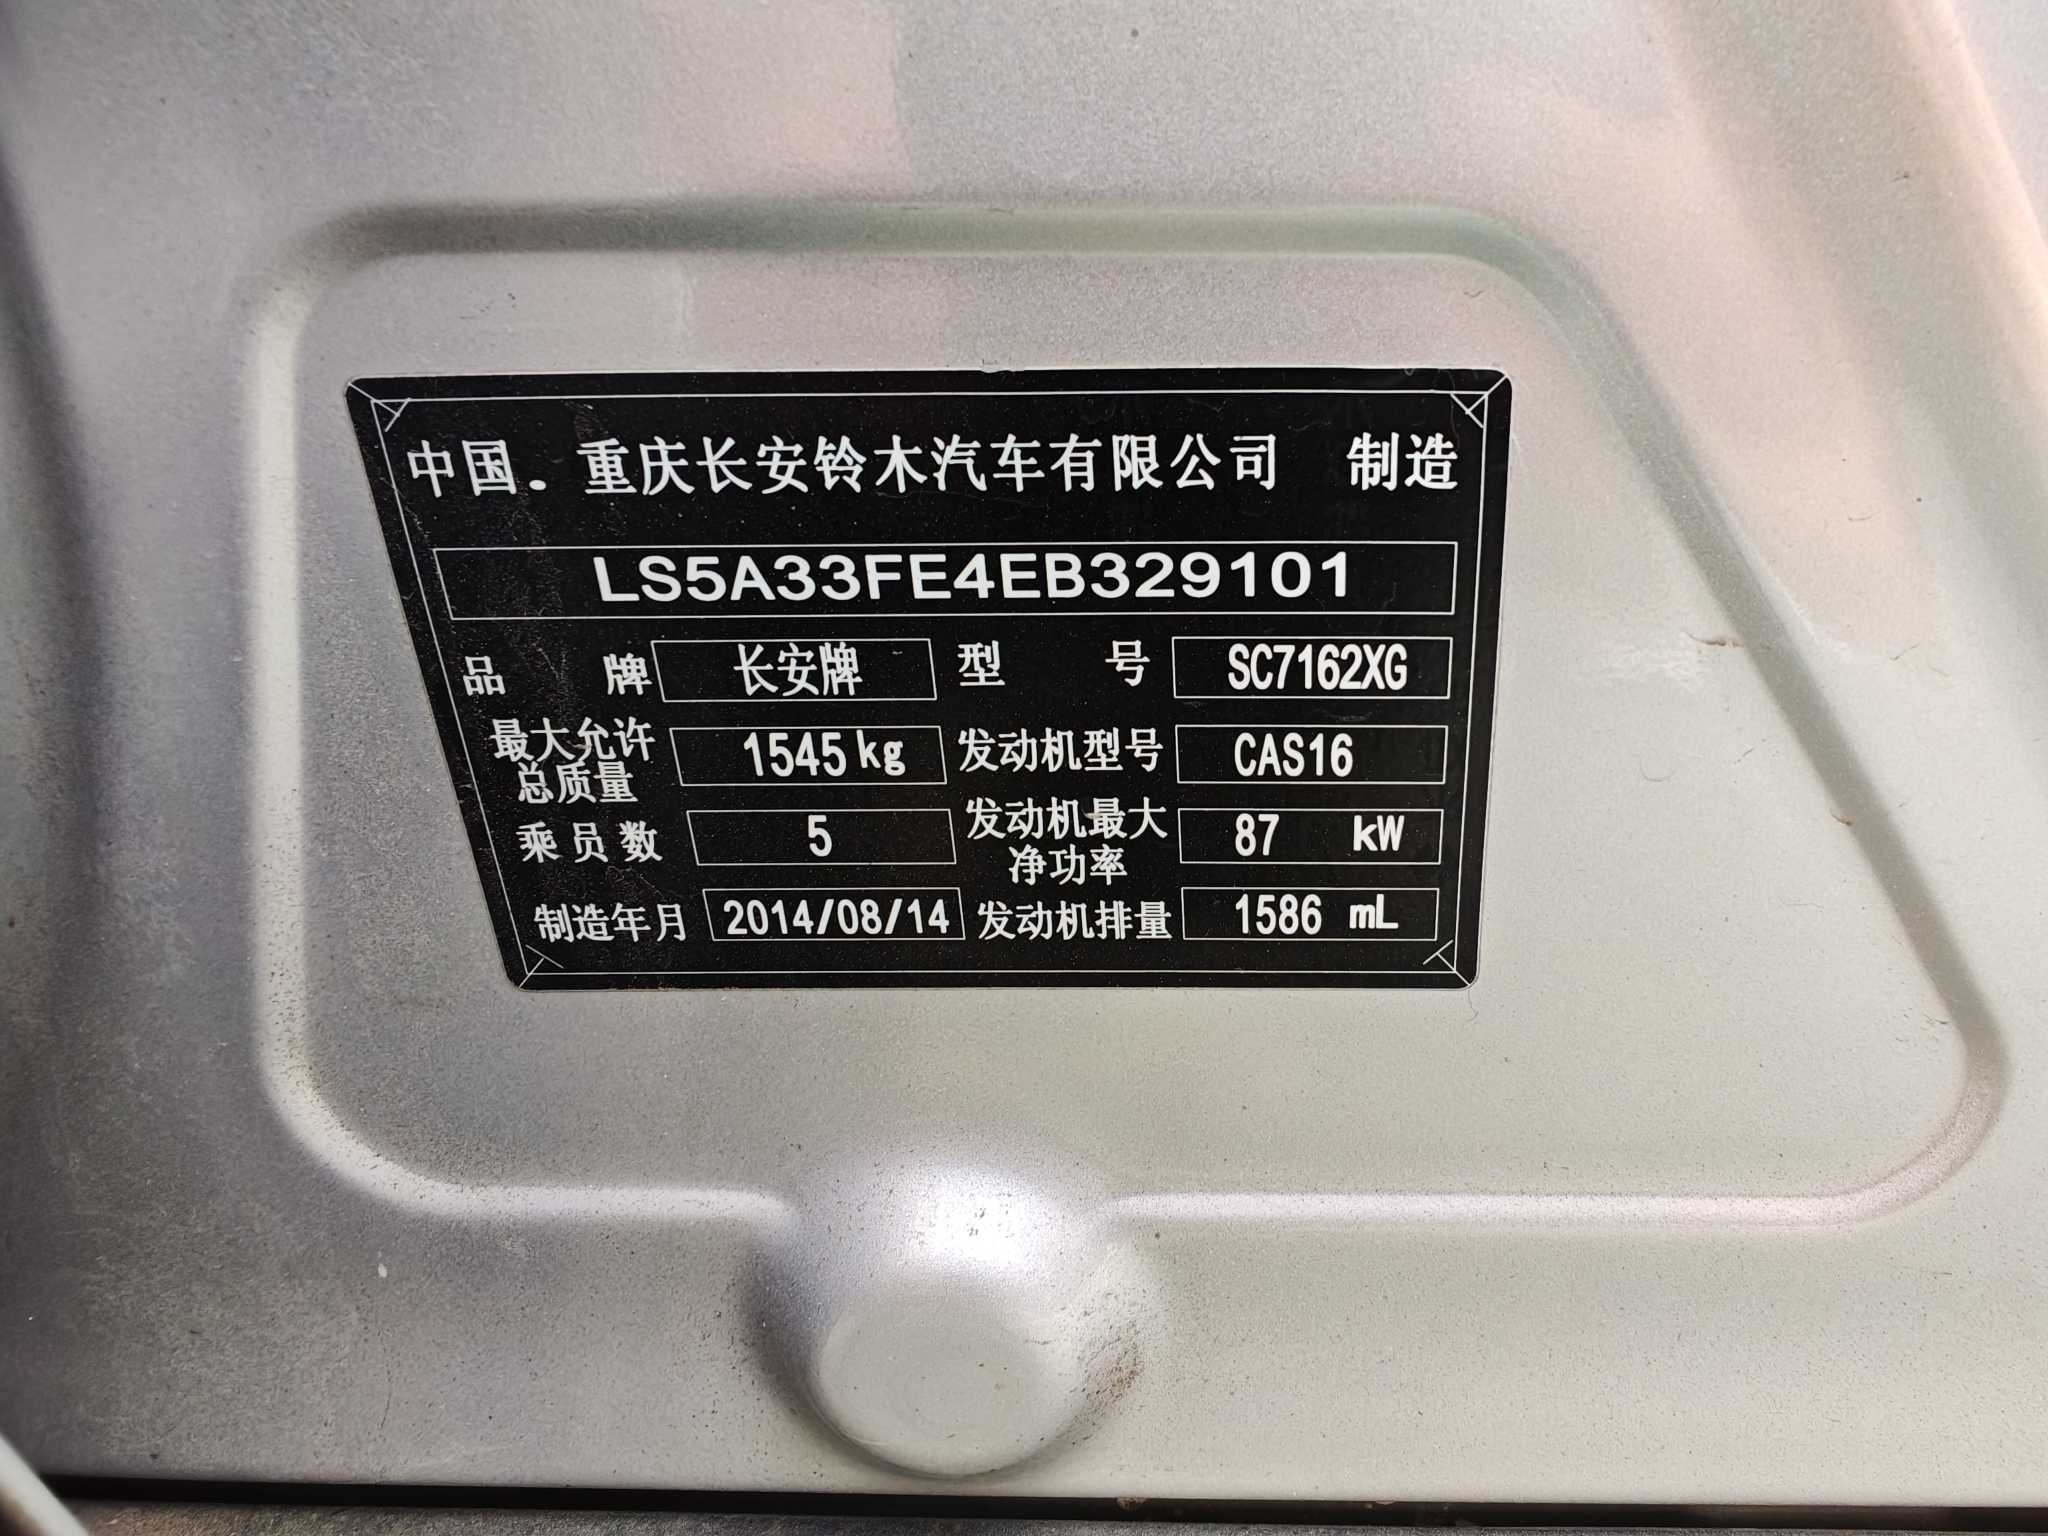 中国.重庆长安铃木汽车有限公司 制造
LS5A33FE4EB329101
品 牌 长安牌 型 号 SC7162XG
最大允许总质量 1545kg 发动机型号 CAS16
乘员数 5 发动机最大净功率 87 kW
制造年月 2014/08/14 发动机排量 1586 mL